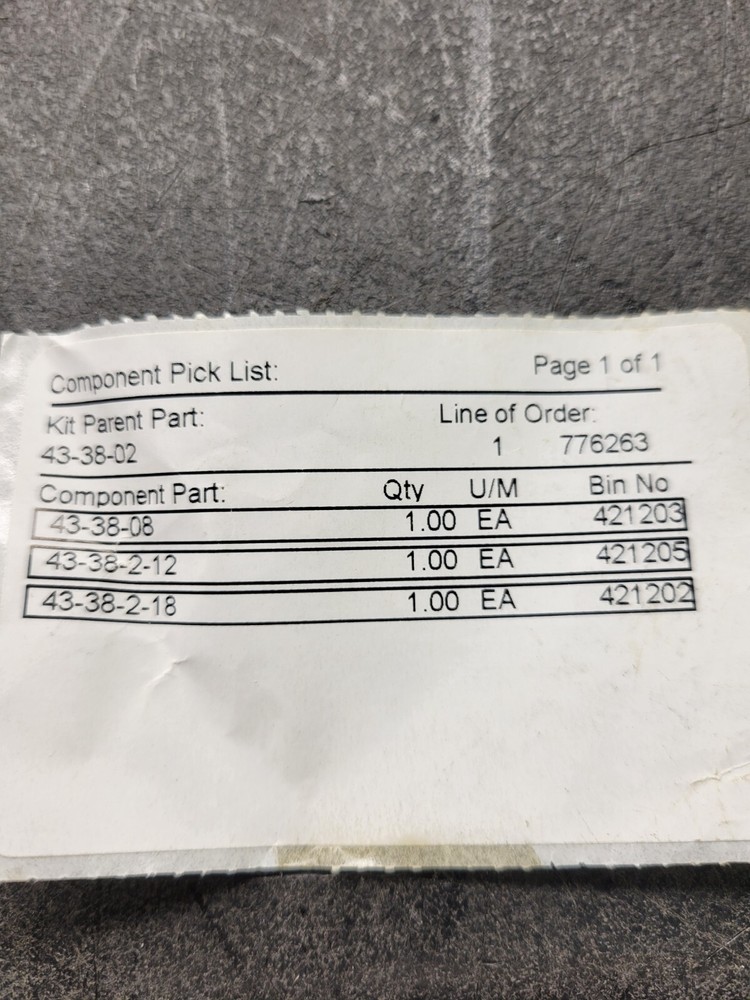 Component Pick List: Page 1 of 1
Kit Parent Part: Line of Order:
43-38-02 1 776263
Component Part: Qty U/M Bin No
43-38-08 1.00 EA 421203
43-38-2-12 1.00 EA 421205
43-38-2-18 1.00 EA 421202